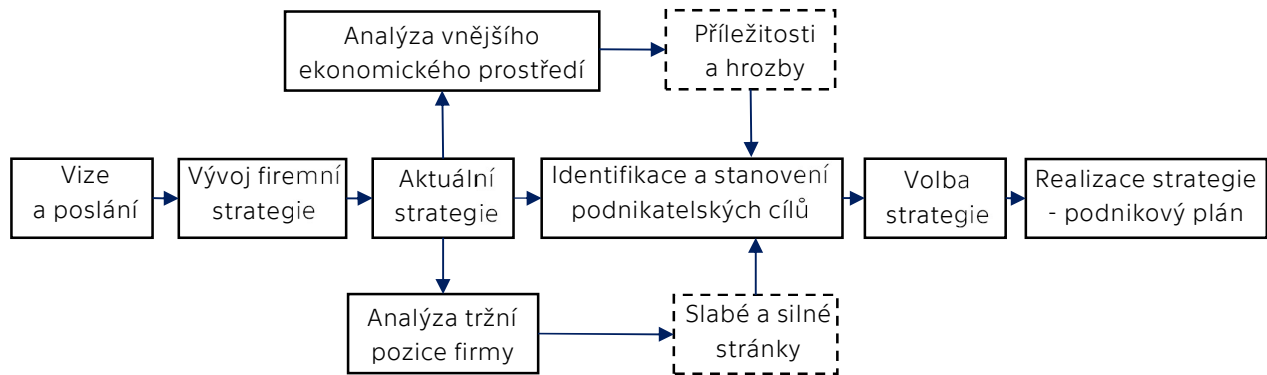 Analýza vnějšího
ekonomického prostředí
Příležitosti
a hrozby
Vize
a poslání
Vývoj firemní
strategie
Aktuální
strategie
Identifikace a stanovení
podnikatelských cílů
Volba
strategie
Realizace strategie
- podnikový plán
Analýza tržní
pozice firmy
Slabé a silné
stránky